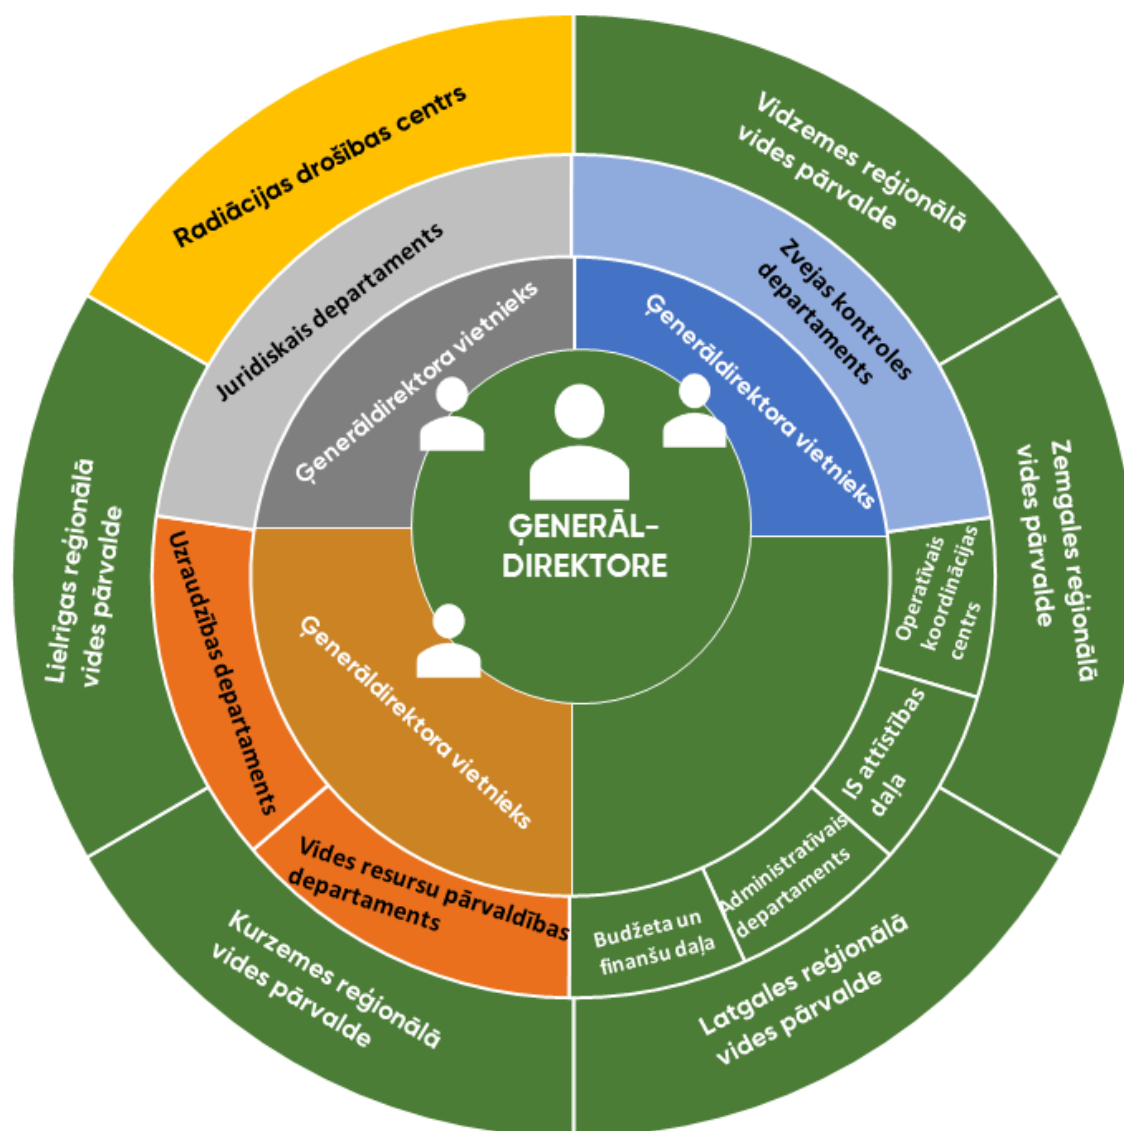 ĢENERĀL-
DIREKTORE
Ģenerāldirektora vietnieks
Ģenerāldirektora vietnieks
Ģenerāldirektora vietnieks
Juridiskais departaments
Zvejas kontroles
departaments
Operatīvais
koordinācijas
centrs
IS attīstības
daļa
Administratīvais
departaments
Budžeta un
finanšu daļa
Vides resursu pārvaldības
departaments
Uzraudzības departaments
Radiācijas drošības centrs
Vidzemes reģionālā
vides pārvalde
Zemgales reģionālā
vides pārvalde
Latgales reģionālā
vides pārvalde
Kurzemes reģionālā
vides pārvalde
Lielrīgas reģionālā
vides pārvalde